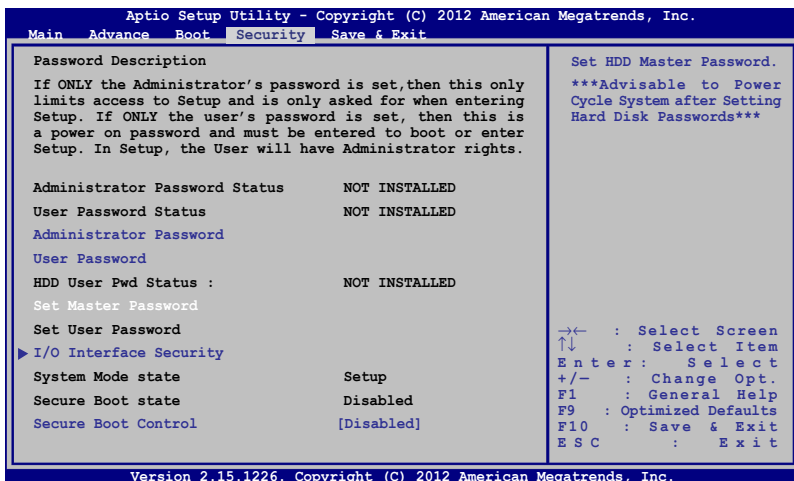 Aptio Setup Utility - Copyright (C) 2012 American Megatrends, Inc.
Main Advance Boot Security Save & Exit
Password Description
If ONLY the Administrator's password is set,then this only
limits access to Setup and is only asked for when entering
Setup. If ONLY the user's password is set, then this is
a power on password and must be entered to boot or enter
Setup. In Setup, the User will have Administrator rights.
Administrator Password Status NOT INSTALLED
User Password Status NOT INSTALLED
Administrator Password
User Password
HDD User Pwd Status : NOT INSTALLED
Set Master Password
Set User Password
I/O Interface Security
System Mode state Setup
Secure Boot state Disabled
Secure Boot Control [Disabled]
Set HDD Master Password.
***Advisable to Power
Cycle System after Setting
Hard Disk Passwords***
→← : Select Screen
↑↓ : Select Item
Enter: Select
+/— : Change Opt.
F1 : General Help
F9 : Optimized Defaults
F10 : Save & Exit
ESC : Exit
Version 2.15.1226. Copyright (C) 2012 American Megatrends, Inc.